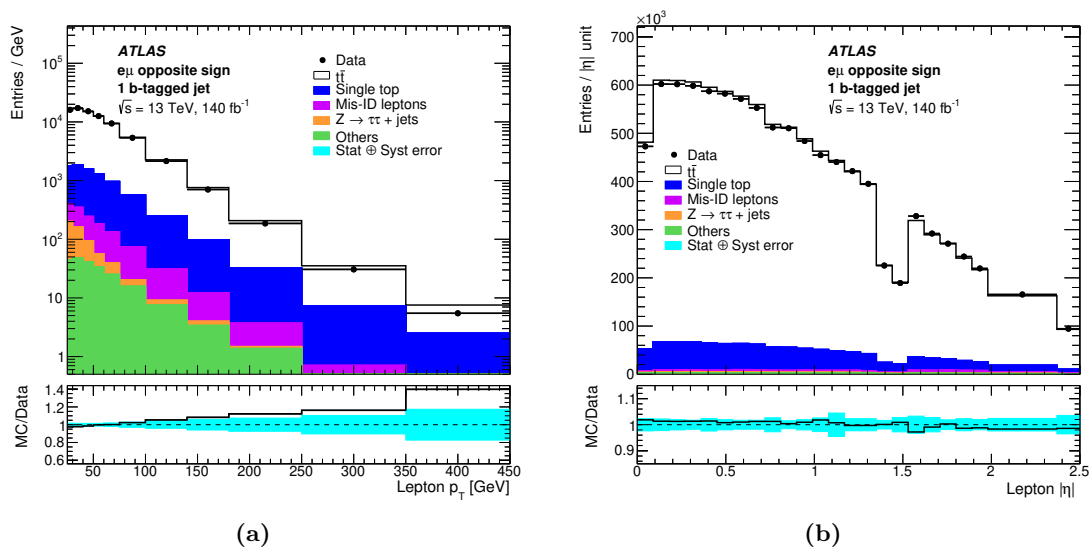 Entries / GeV
10⁵
10⁴
10³
10²
10
1
ATLAS
eμ opposite sign
1 b-tagged jet
√s = 13 TeV, 140 fb⁻¹
Data
tt̄
Single top
Mis-ID leptons
Z → ττ + jets
Others
Stat ⊕ Syst error
MC/Data
1.4
1.2
1
0.8
0.6
50 100 150 200 250 300 350 400 450
Lepton p_T [GeV]
(a)
×10³
Entries / |η| unit
700
600
500
400
300
200
100
0
ATLAS
eμ opposite sign
1 b-tagged jet
√s = 13 TeV, 140 fb⁻¹
Data
tt̄
Single top
Mis-ID leptons
Z → ττ + jets
Others
Stat ⊕ Syst error
MC/Data
1.1
1
0.9
0 0.5 1 1.5 2 2.5
Lepton |η|
(b)